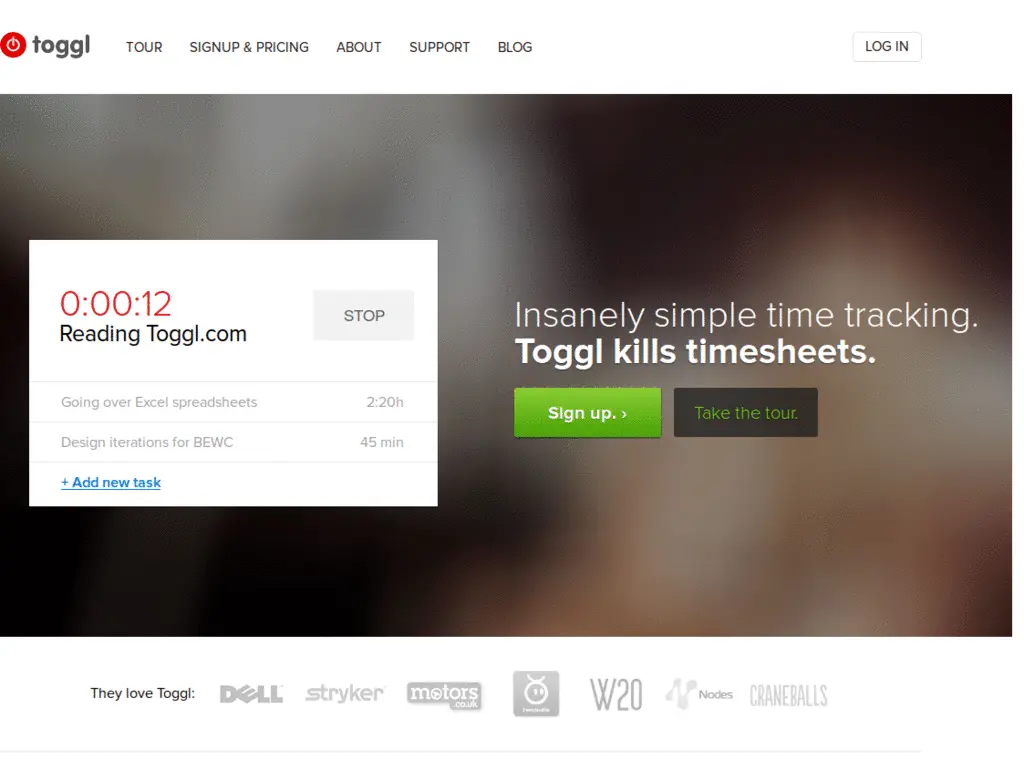 toggl
TOUR
SIGNUP & PRICING
ABOUT
SUPPORT
BLOG
LOG IN
0:00:12
Reading Toggl.com
STOP
Going over Excel spreadsheets 2:20h
Design iterations for BEWC 45 min
+ Add new task
Insanely simple time tracking.
Toggl kills timesheets.
Sign up. ›
Take the tour.
They love Toggl:
DELL
stryker
motors
.co.uk
W20
Nodes
CRANEBALLS